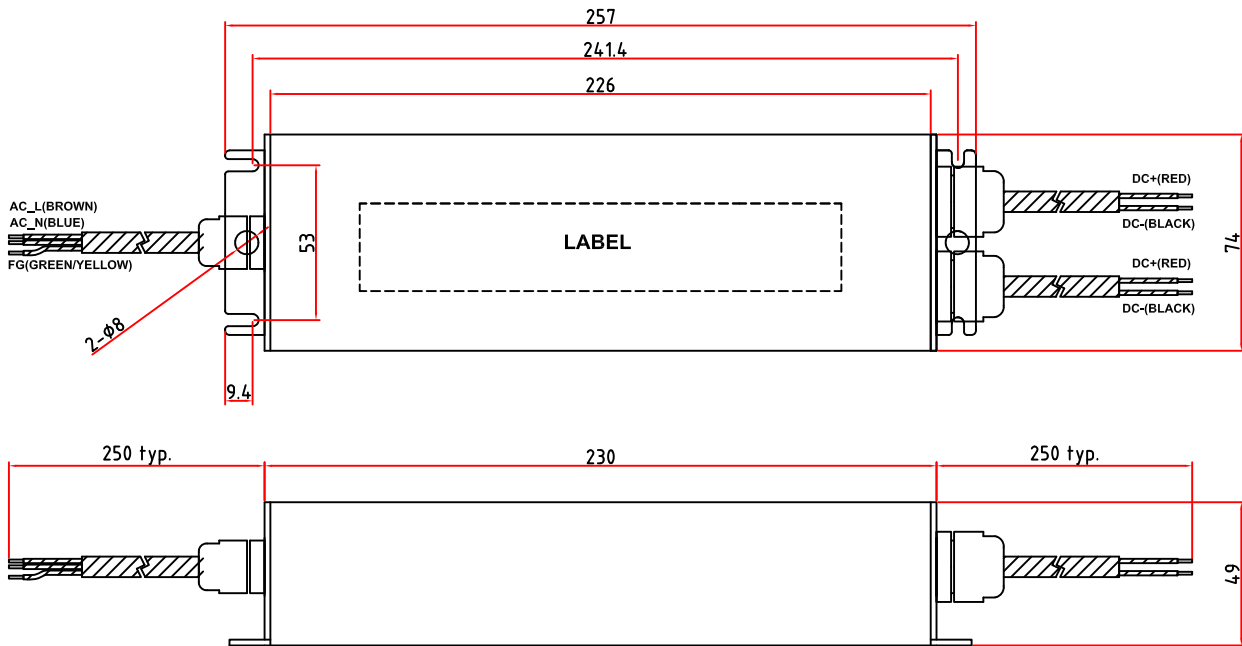 257
241.4
226
AC_L(BROWN)
AC_N(BLUE)
FG(GREEN/YELLOW)
53
LABEL
DC+(RED)
DC-(BLACK)
DC+(RED)
DC-(BLACK)
74
2-Ø8
9.4
250 typ.
230
250 typ.
49